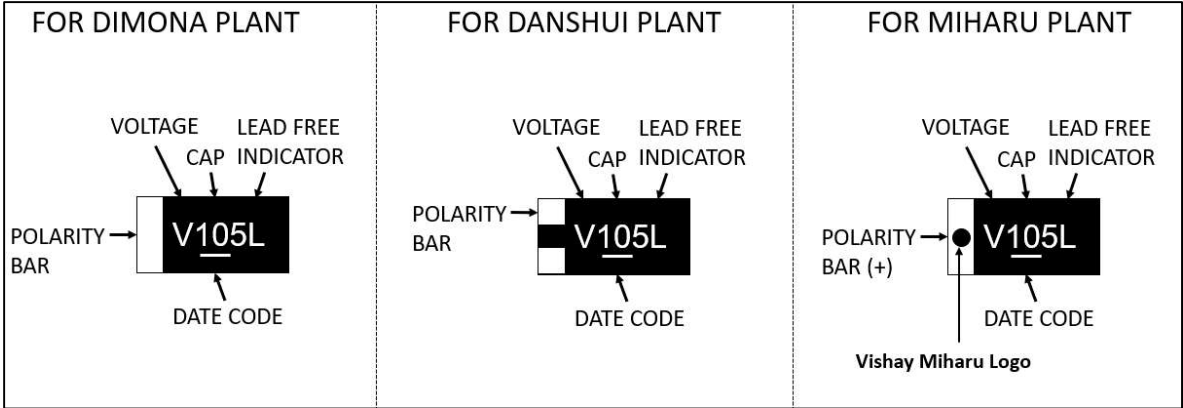 FOR DIMONA PLANT
VOLTAGE
LEAD FREE
INDICATOR
CAP
V105L
POLARITY
BAR
DATE CODE
FOR DANSHUI PLANT
VOLTAGE
LEAD FREE
INDICATOR
CAP
POLARITY
BAR
V105L
DATE CODE
FOR MIHARU PLANT
VOLTAGE
LEAD FREE
INDICATOR
CAP
POLARITY
BAR (+)
V105L
DATE CODE
Vishay Miharu Logo